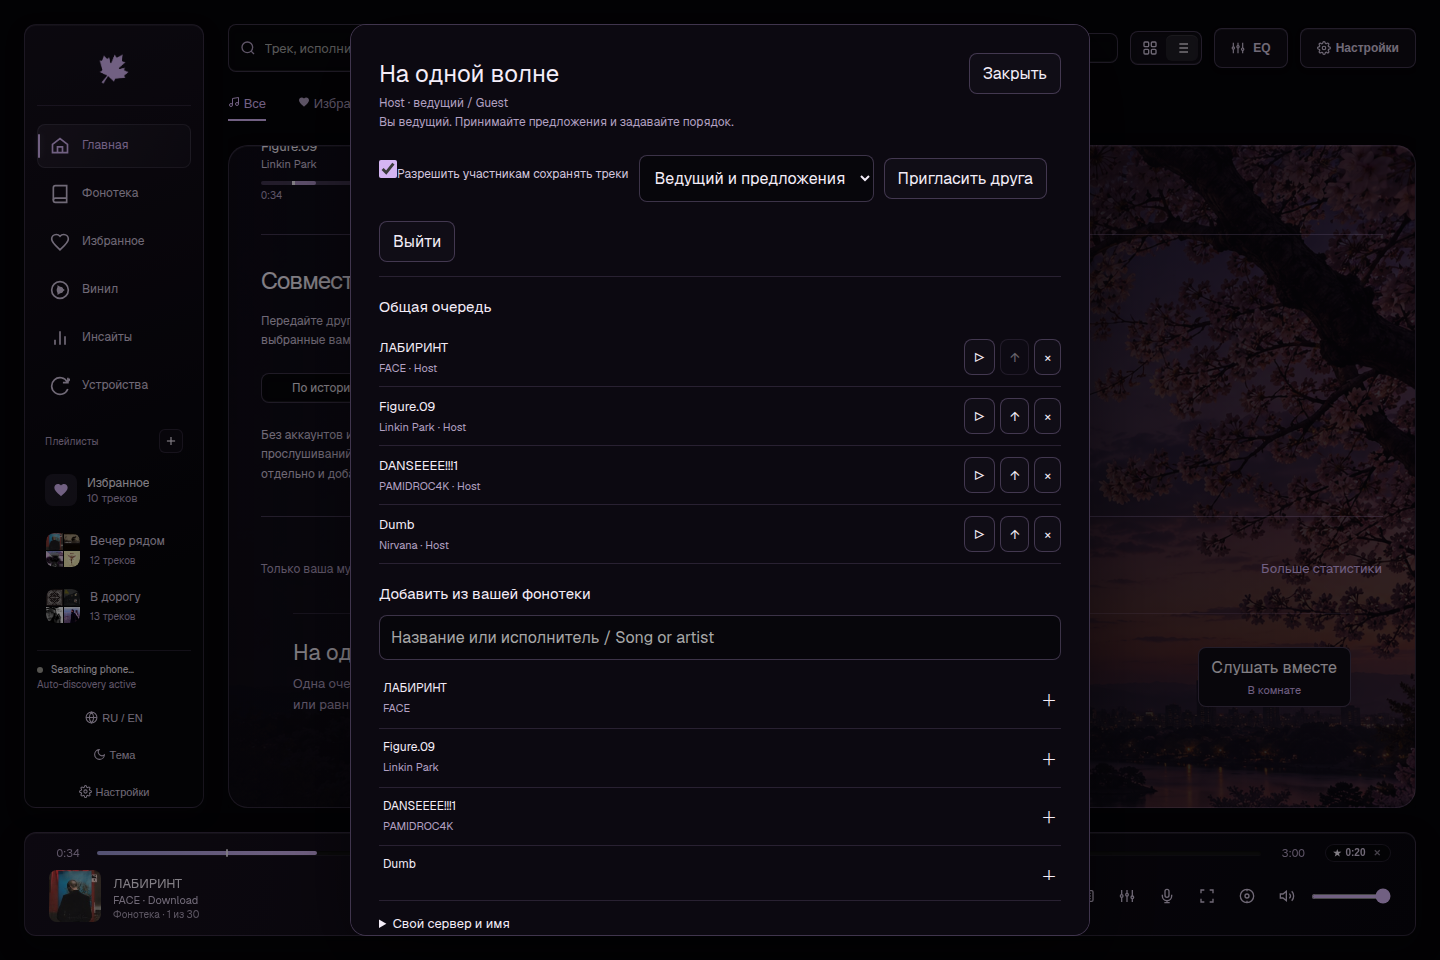 Трек, исполни
EQ
Настройки
Все
Избра
Главная
Фонотека
Избранное
Винил
Инсайты
Устройства
Плейлисты
Избранное
10 треков
Вечер рядом
12 треков
В дорогу
13 треков
Searching phone...
Auto-discovery active
RU / EN
Тема
Настройки
Figure.09
Linkin Park
0:34
Совмест
Передайте друг
выбранные вам
По истори
Без аккаунтов и
прослушиваний
отдельно и доба
Только ваша му
Больше статистики
На од
Одна оче
или равн
Слушать вместе
В комнате
На одной волне
Закрыть
Host · ведущий / Guest
Вы ведущий. Принимайте предложения и задавайте порядок.
Разрешить участникам сохранять треки
Ведущий и предложения
Пригласить друга
Выйти
Общая очередь
ЛАБИРИНТ
FACE · Host
Figure.09
Linkin Park · Host
DANSEEEE!!!1
PAMIDROC4K · Host
Dumb
Nirvana · Host
Добавить из вашей фонотеки
Название или исполнитель / Song or artist
ЛАБИРИНТ
FACE
Figure.09
Linkin Park
DANSEEEE!!!1
PAMIDROC4K
Dumb
Свой сервер и имя
0:34
3:00
★ 0:20 ×
ЛАБИРИНТ
FACE · Download
Фонотека · 1 из 30